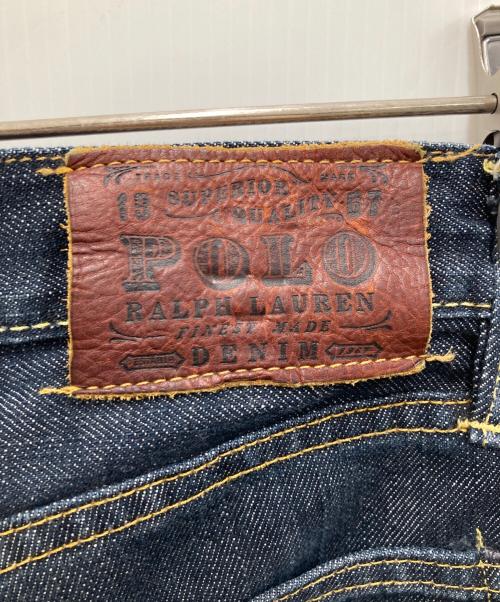 TRADE MARK
19 SUPERIOR QUALITY 67
POLO
RALPH LAUREN
FINEST MADE
DENIM